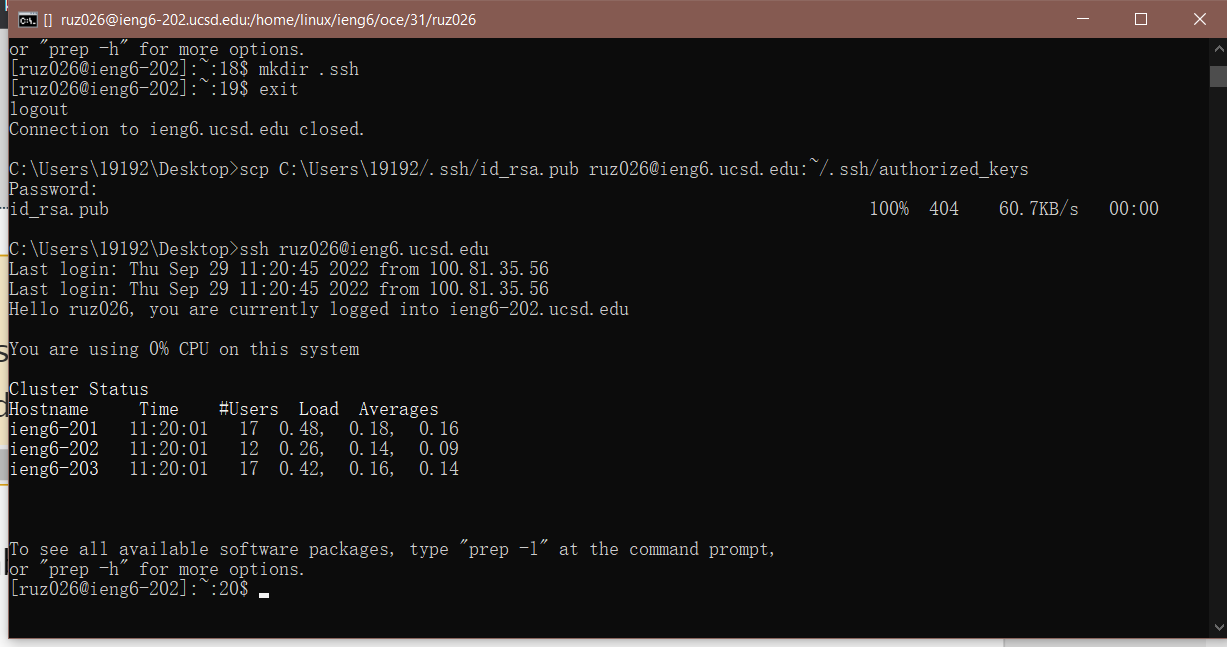 [] ruz026@ieng6-202.ucsd.edu:/home/linux/ieng6/oce/31/ruz026
or "prep -h" for more options.
[ruz026@ieng6-202]:~:18$ mkdir .ssh
[ruz026@ieng6-202]:~:19$ exit
logout
Connection to ieng6.ucsd.edu closed.
C:\Users\19192\Desktop>scp C:\Users\19192/.ssh/id_rsa.pub ruz026@ieng6.ucsd.edu:~/.ssh/authorized_keys
Password:
id_rsa.pub 100% 404 60.7KB/s 00:00
C:\Users\19192\Desktop>ssh ruz026@ieng6.ucsd.edu
Last login: Thu Sep 29 11:20:45 2022 from 100.81.35.56
Last login: Thu Sep 29 11:20:45 2022 from 100.81.35.56
Hello ruz026, you are currently logged into ieng6-202.ucsd.edu
You are using 0% CPU on this system
Cluster Status
Hostname Time #Users Load Averages
ieng6-201 11:20:01 17 0.48, 0.18, 0.16
ieng6-202 11:20:01 12 0.26, 0.14, 0.09
ieng6-203 11:20:01 17 0.42, 0.16, 0.14
To see all available software packages, type "prep -l" at the command prompt,
or "prep -h" for more options.
[ruz026@ieng6-202]:~:20$